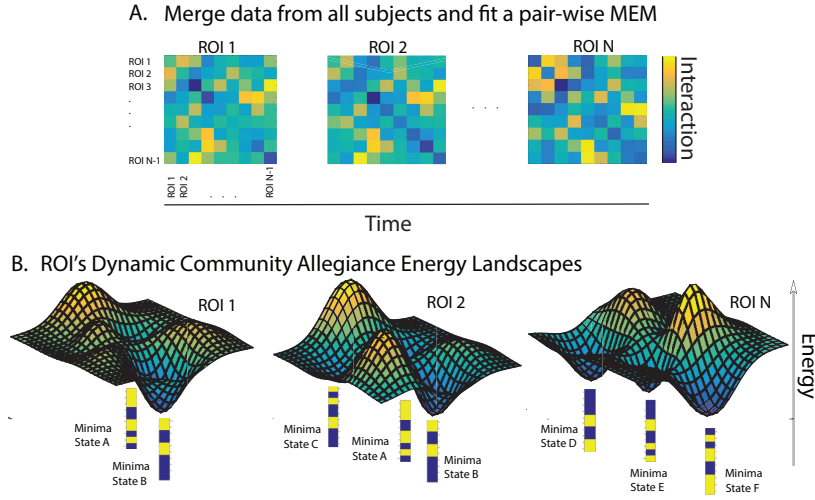 A. Merge data from all subjects and fit a pair-wise MEM
ROI 1
ROI 2
ROI N
ROI 1
ROI 2
ROI 3
.
.
.
ROI N-1
. . .
Interaction
ROI 1
ROI 2
. . .
ROI N-1
Time
B. ROI's Dynamic Community Allegiance Energy Landscapes
ROI 1
ROI 2
ROI N
Energy
Minima
State A
Minima
State B
Minima
State C
Minima
State A
Minima
State B
Minima
State D
Minima
State E
Minima
State F